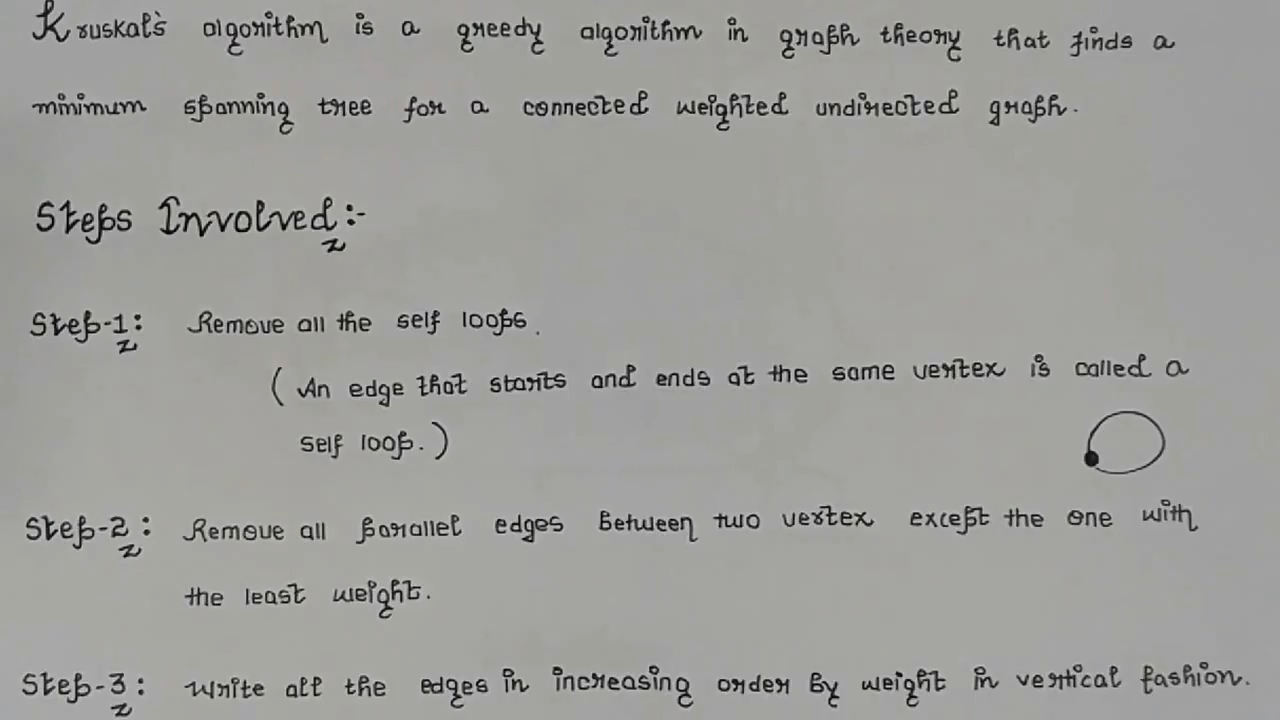 Kruskal's algorithm is a greedy algorithm in graph theory that finds a
minimum spanning tree for a connected weighted undirected graph.
Steps Involved:-
Step-1: Remove all the self loops.
(An edge that starts and ends at the same vertex is called a
self loop.)
Step-2: Remove all parallel edges between two vertex except the one with
the least weight.
Step-3: Write all the edges in increasing order by weight in vertical fashion.